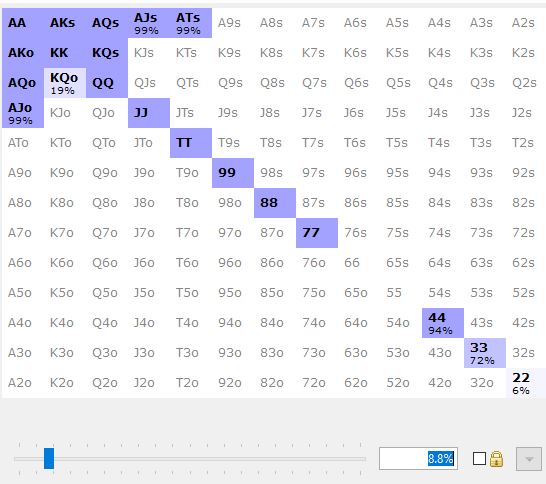 AA AKs AQs AJs 99% ATs 99% A9s A8s A7s A6s A5s A4s A3s A2s
AKo KK KQs KJs KTs K9s K8s K7s K6s K5s K4s K3s K2s
AQo KQo 19% QQ QJs QTs Q9s Q8s Q7s Q6s Q5s Q4s Q3s Q2s
AJo 99% KJo QJo JJ JTs J9s J8s J7s J6s J5s J4s J3s J2s
ATo KTo QTo JTo TT T9s T8s T7s T6s T5s T4s T3s T2s
A9o K9o Q9o J9o T9o 99 98s 97s 96s 95s 94s 93s 92s
A8o K8o Q8o J8o T8o 98o 88 87s 86s 85s 84s 83s 82s
A7o K7o Q7o J7o T7o 97o 87o 77 76s 75s 74s 73s 72s
A6o K6o Q6o J6o T6o 96o 86o 76o 66 65s 64s 63s 62s
A5o K5o Q5o J5o T5o 95o 85o 75o 65o 55 54s 53s 52s
A4o K4o Q4o J4o T4o 94o 84o 74o 64o 54o 44 94% 43s 42s
A3o K3o Q3o J3o T3o 93o 83o 73o 63o 53o 43o 33 72% 32s
A2o K2o Q2o J2o T2o 92o 82o 72o 62o 52o 42o 32o 22 6%
8.8%